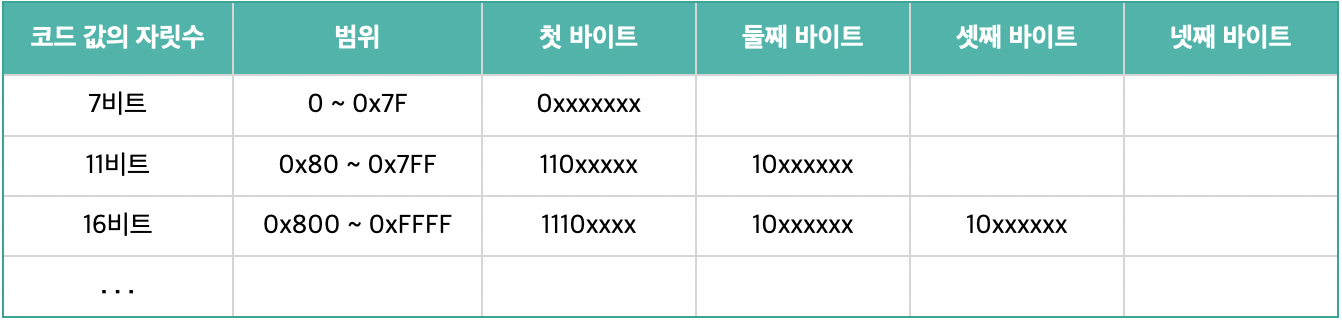 코드 값의 자릿수 범위 첫 바이트 둘째 바이트 셋째 바이트 넷째 바이트
7비트 0 ~ 0x7F 0xxxxxxx
11비트 0x80 ~ 0x7FF 110xxxxx 10xxxxxx
16비트 0x800 ~ 0xFFFF 1110xxxx 10xxxxxx 10xxxxxx
...